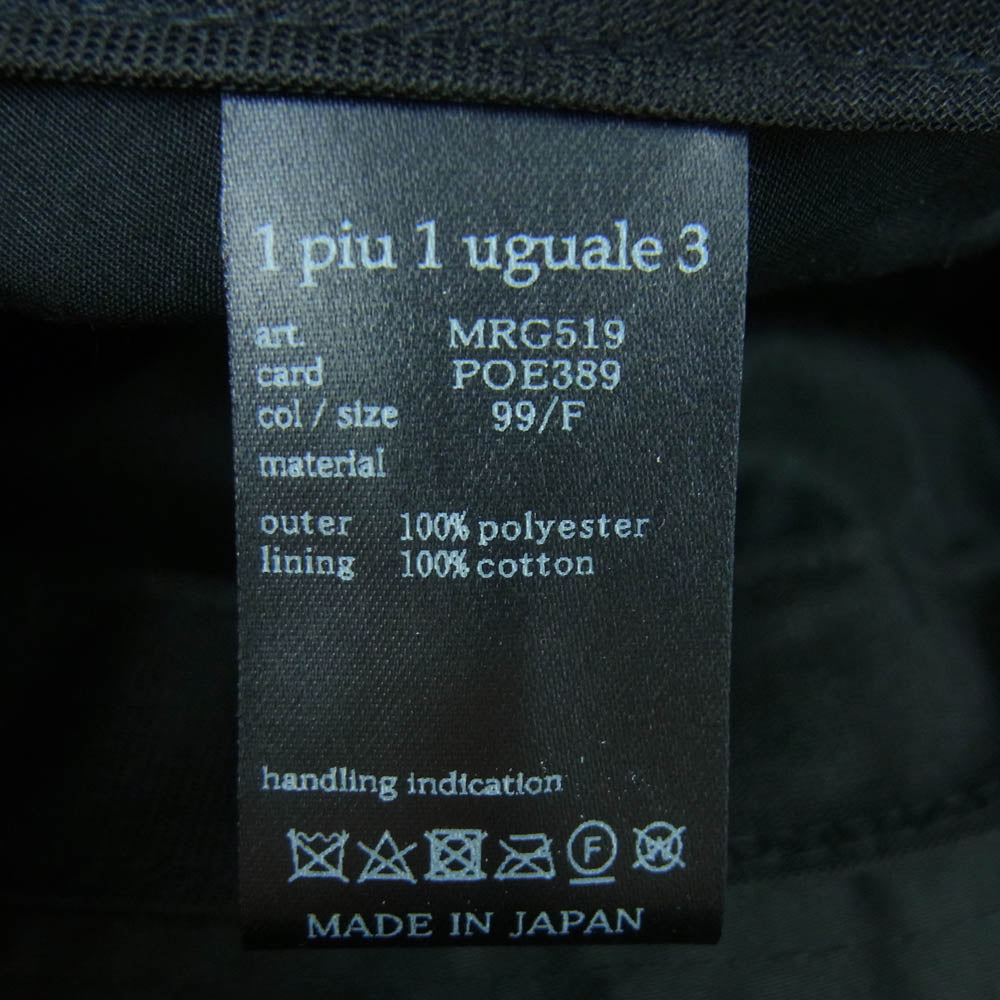 1 piu 1 uguale 3
art. MRG519
card POE389
col / size 99/F
material
outer 100% polyester
lining 100% cotton
handling indication
F W
MADE IN JAPAN